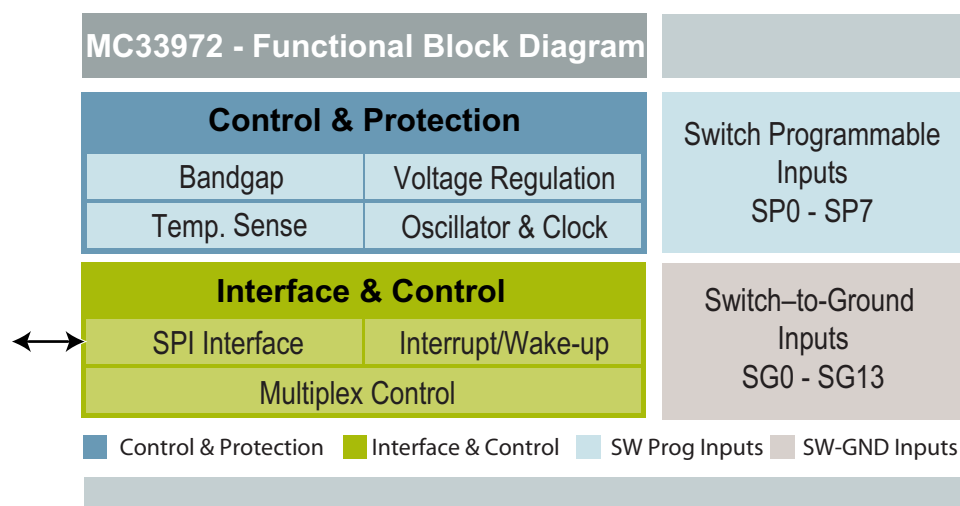 MC33972 - Functional Block Diagram
Control & Protection
Bandgap
Voltage Regulation
Temp. Sense
Oscillator & Clock
Switch Programmable
Inputs
SP0 - SP7
Interface & Control
SPI Interface
Interrupt/Wake-up
Multiplex Control
Switch–to-Ground
Inputs
SG0 - SG13
Control & Protection
Interface & Control
SW Prog Inputs
SW-GND Inputs